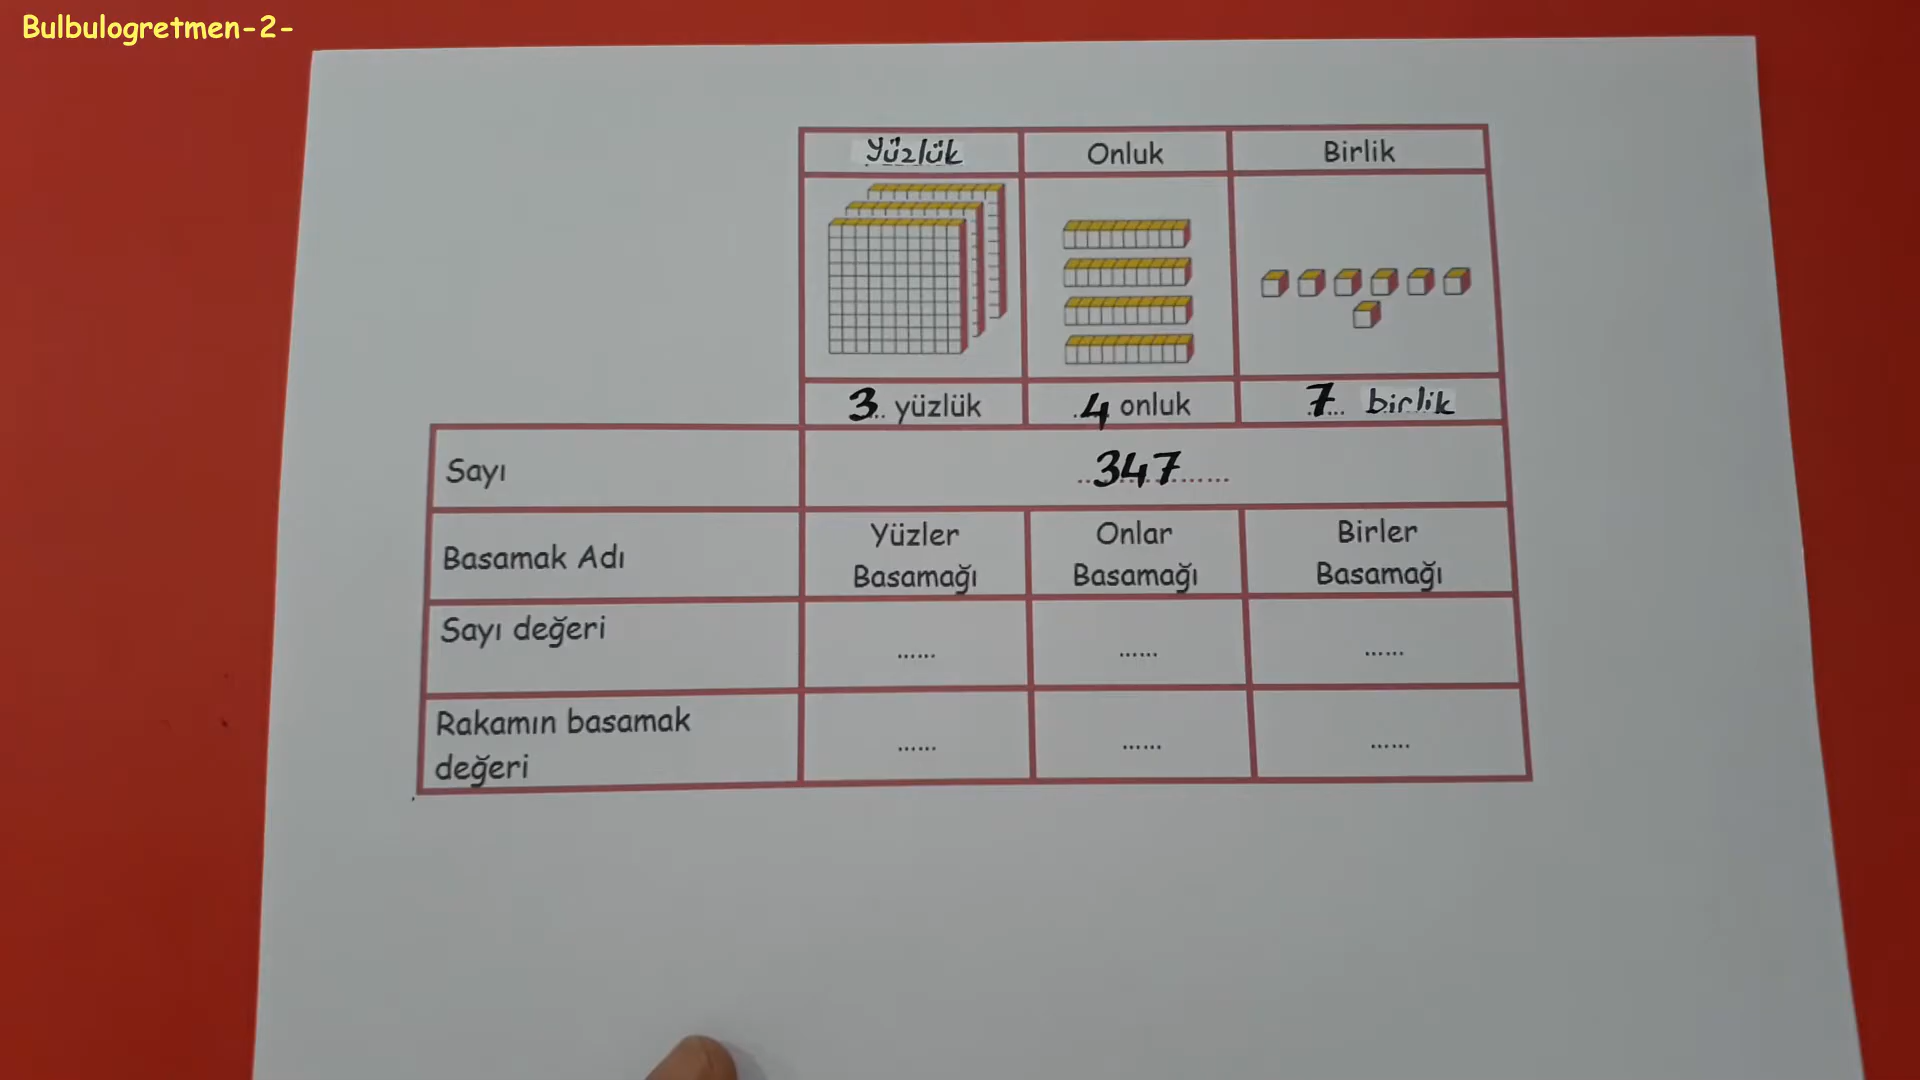 Bulbulogretmen-2-
Yüzlük Onluk Birlik
3.. yüzlük .4 onluk .7... birlik
Sayı ..347......
Basamak Adı Yüzler Basamağı Onlar Basamağı Birler Basamağı
Sayı değeri ...... ...... ......
Rakamın basamak
değeri ...... ...... ......